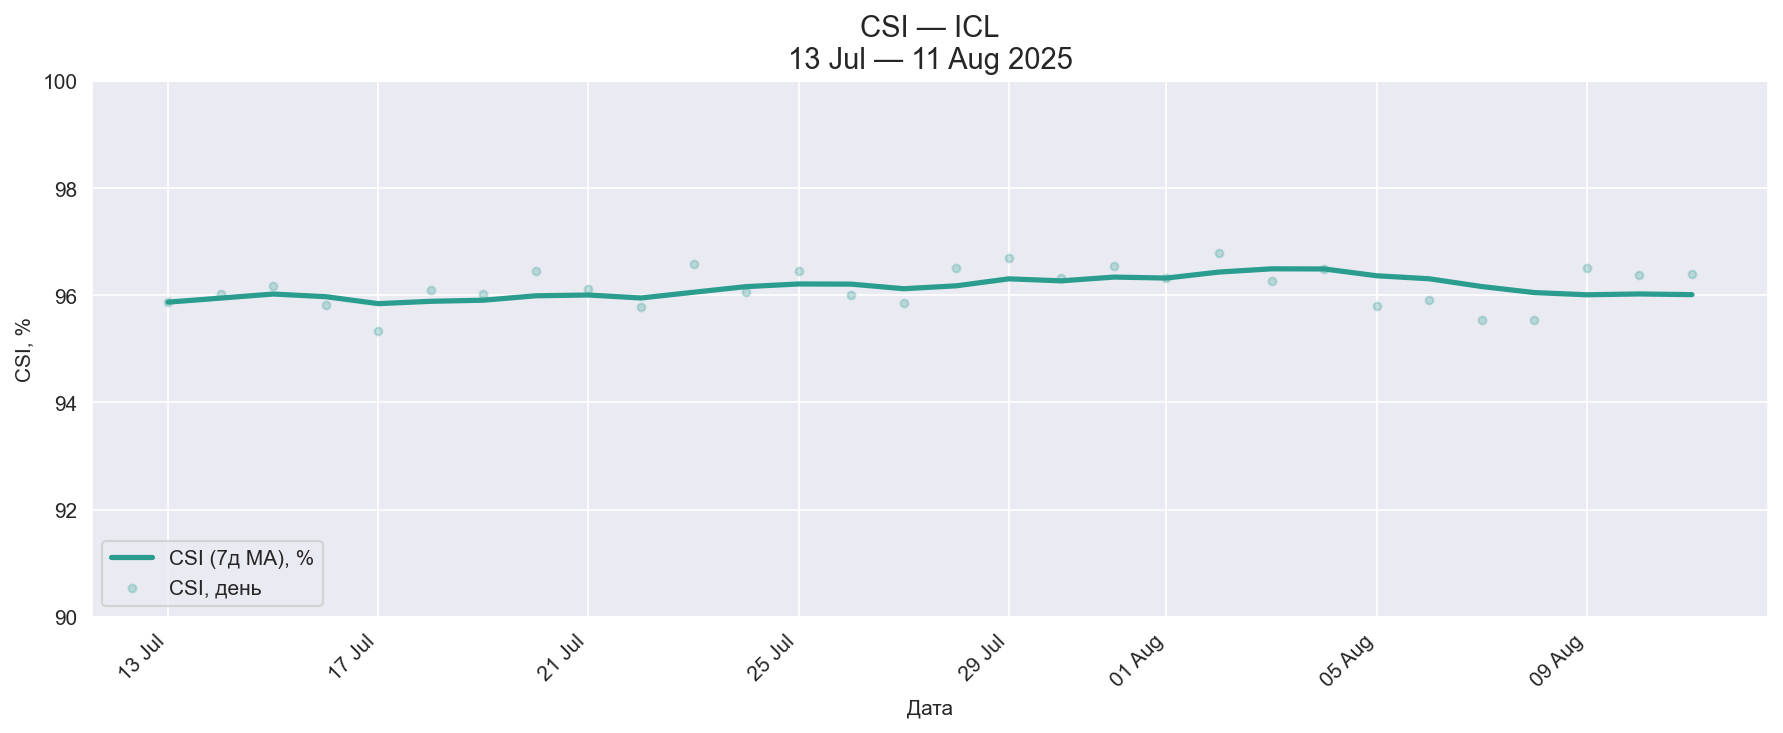 CSI — ICL
13 Jul — 11 Aug 2025
CSI, %
100
98
96
94
92
90
CSI (7д MA), %
CSI, день
13 Jul
17 Jul
21 Jul
25 Jul
29 Jul
01 Aug
05 Aug
09 Aug
Дата